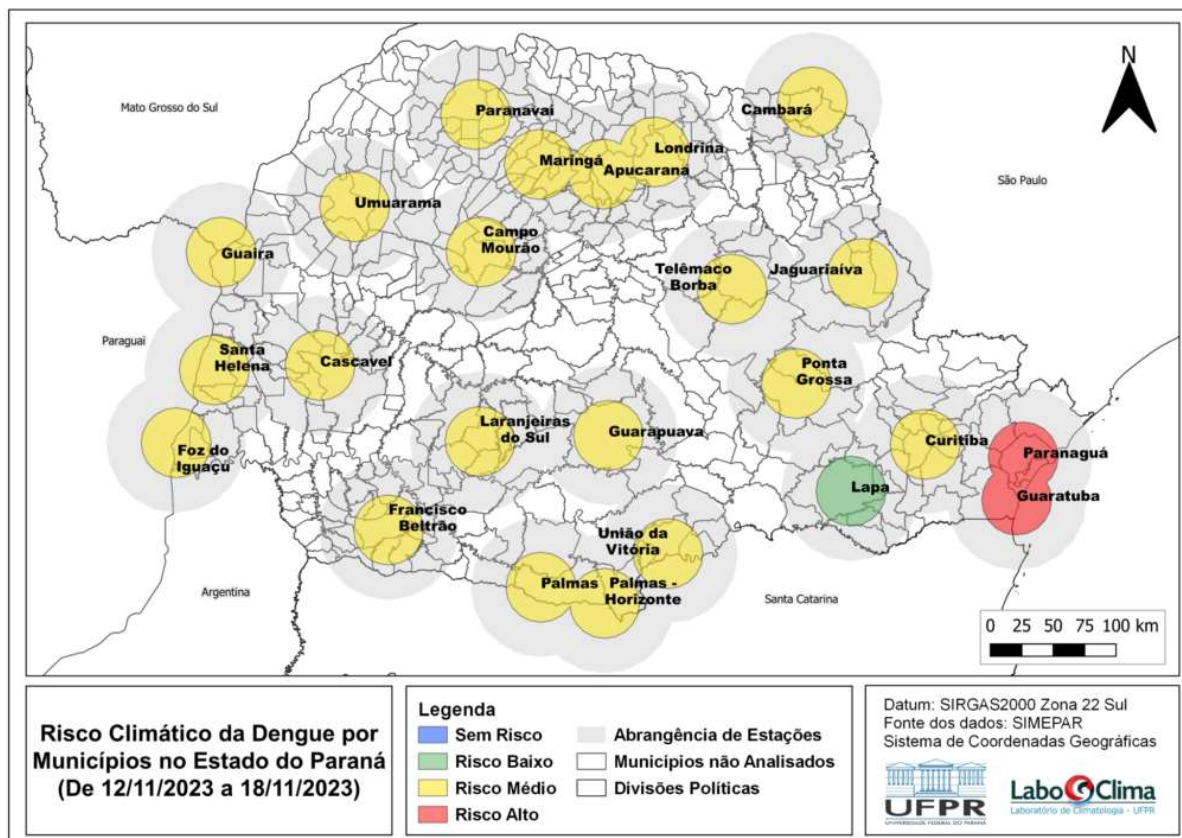 Mato Grosso do Sul
N
Paranavaí
Cambará
Londrina
Maringá
Apucarana
São Paulo
Umuarama
Campo
Mourão
Guaira
Telêmaco
Borba
Jaguariaíva
Paraguai
Santa
Helena
Cascavel
Ponta
Grossa
Laranjeiras
do Sul
Guarapuava
Foz do
Iguaçu
Curitiba
Paranaguá
Lapa
Guaratuba
Francisco
Beltrão
União da
Vitória
Palmas
Palmas -
Horizonte
Argentina
Santa Catarina
0 25 50 75 100 km
Risco Climático da Dengue por
Municípios no Estado do Paraná
(De 12/11/2023 a 18/11/2023)
Legenda
Sem Risco
Risco Baixo
Risco Médio
Risco Alto
Abrangência de Estações
Municípios não Analisados
Divisões Políticas
Datum: SIRGAS2000 Zona 22 Sul
Fonte dos dados: SIMEPAR
Sistema de Coordenadas Geográficas
UFPR
UNIVERSIDADE FEDERAL DO PARANÁ
LaboClima
Laboratório de Climatologia - UFPR